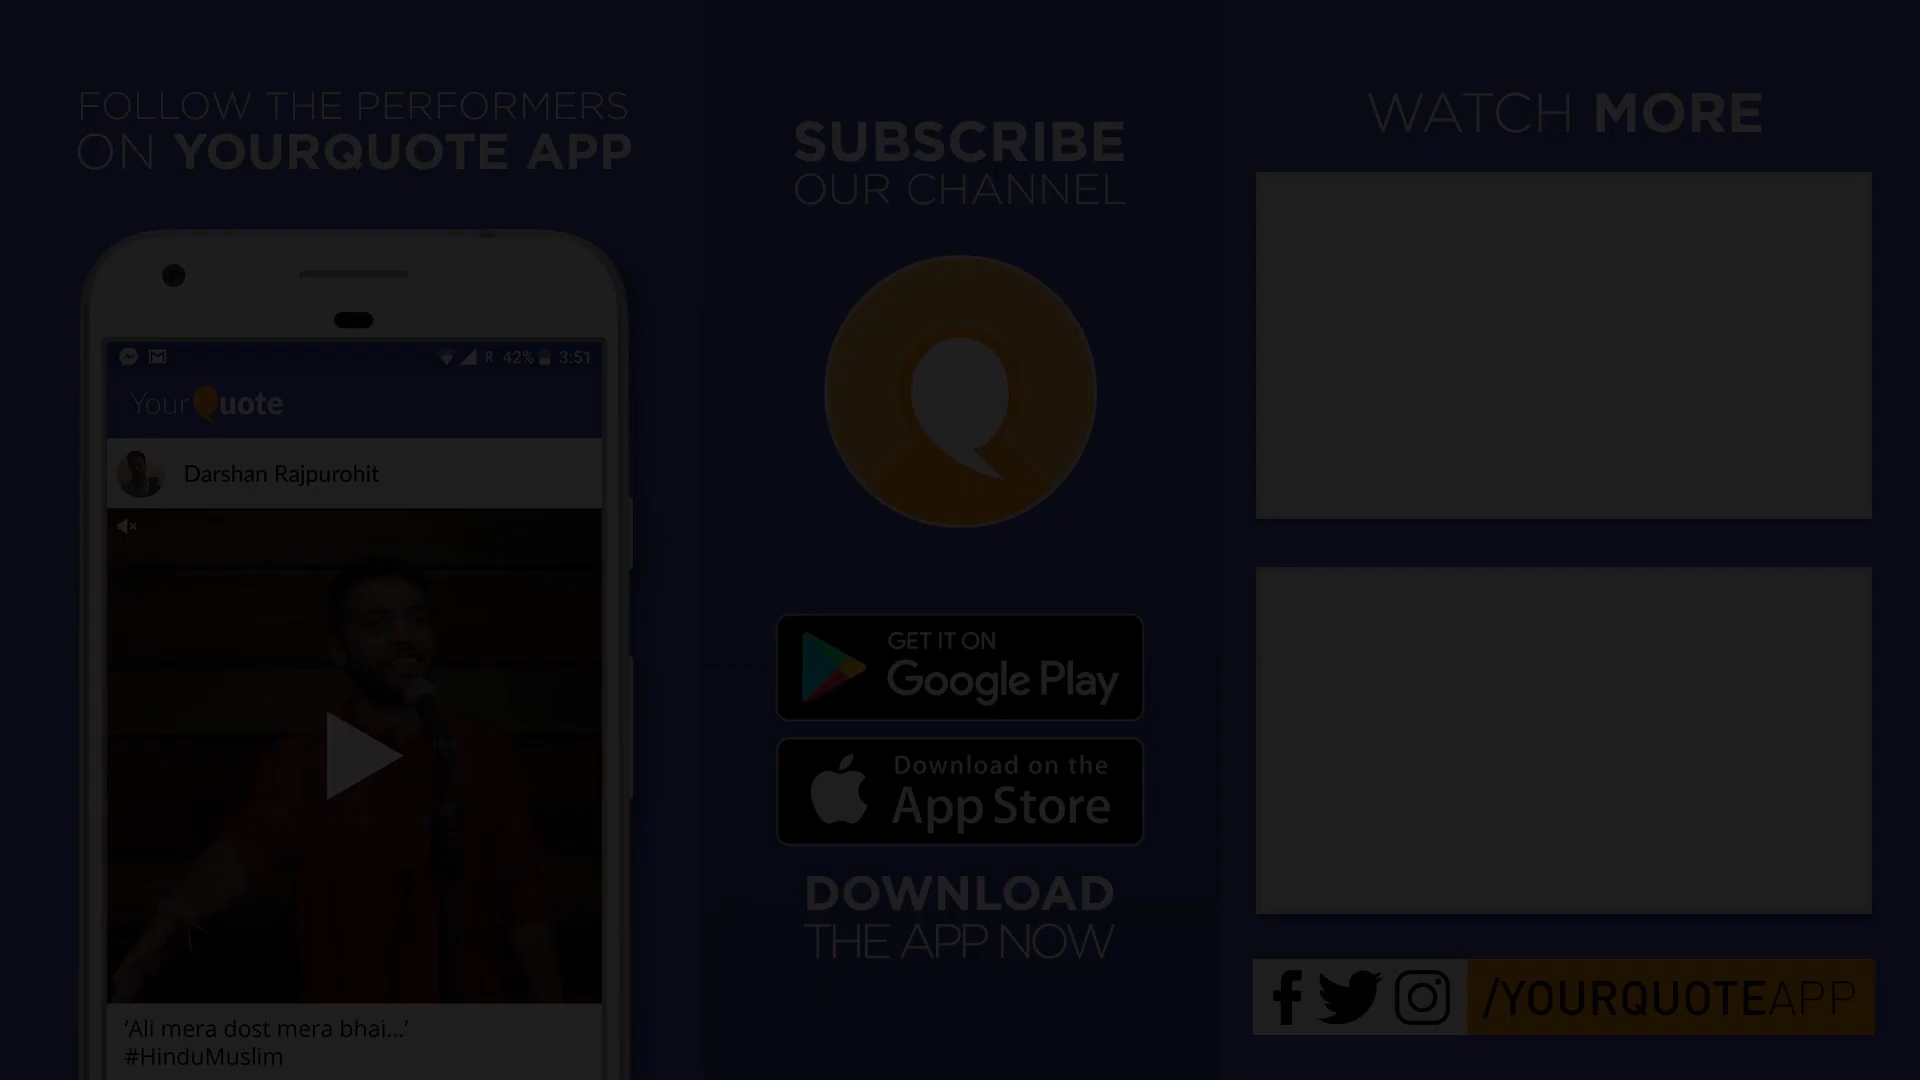 FOLLOW THE PERFORMERS
ON YOURQUOTE APP
R 42% 3:51
YourQuote
Darshan Rajpurohit
‘Ali mera dost mera bhai...’
#HinduMuslim
SUBSCRIBE
OUR CHANNEL
GET IT ON
Google Play
Download on the
App Store
DOWNLOAD
THE APP NOW
WATCH MORE
/YOURQUOTEAPP